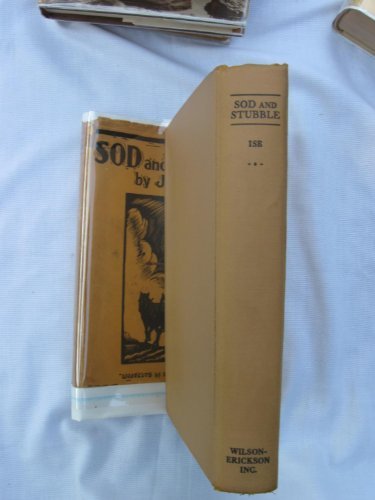 SOD AND
STUBBLE
ISE
WILSON-
ERICKSON
INC.
SOD and
by J